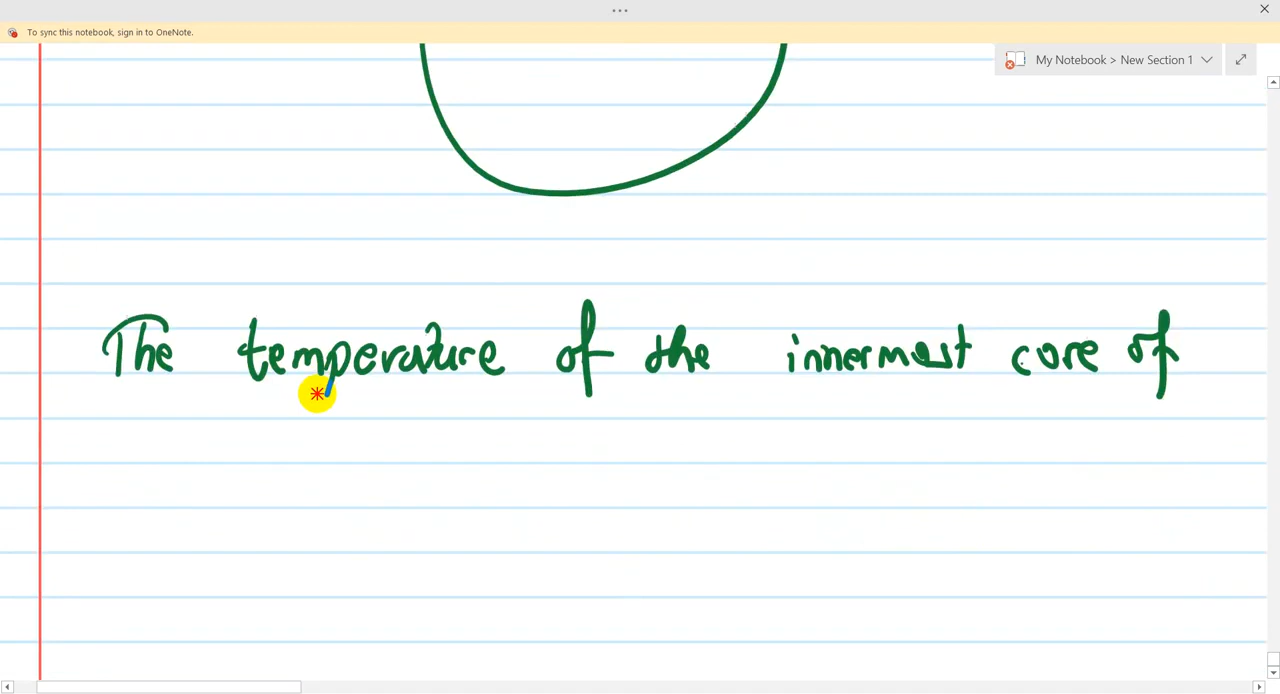 To sync this notebook, sign in to OneNote.
My Notebook > New Section 1
The temperature of the innermost core of